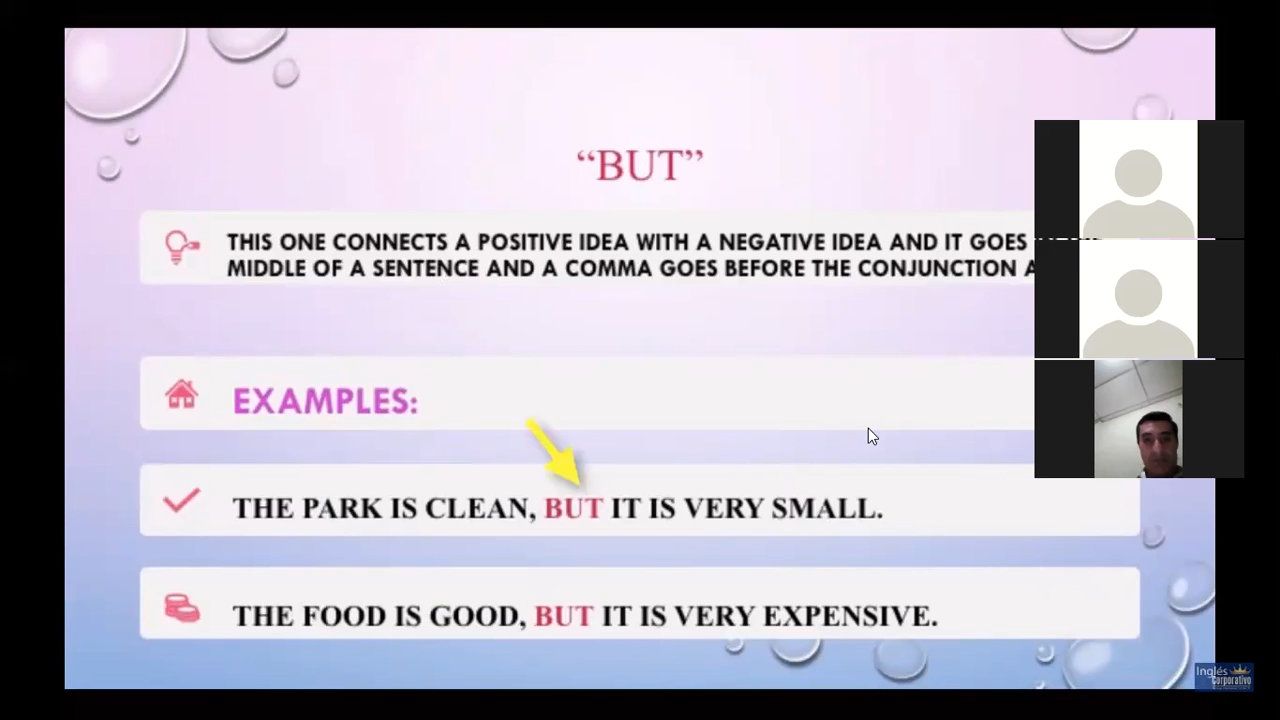 “BUT”
THIS ONE CONNECTS A POSITIVE IDEA WITH A NEGATIVE IDEA AND IT GOES
MIDDLE OF A SENTENCE AND A COMMA GOES BEFORE THE CONJUNCTION
EXAMPLES:
THE PARK IS CLEAN, BUT IT IS VERY SMALL.
THE FOOD IS GOOD, BUT IT IS VERY EXPENSIVE.
Inglés
Corporativo